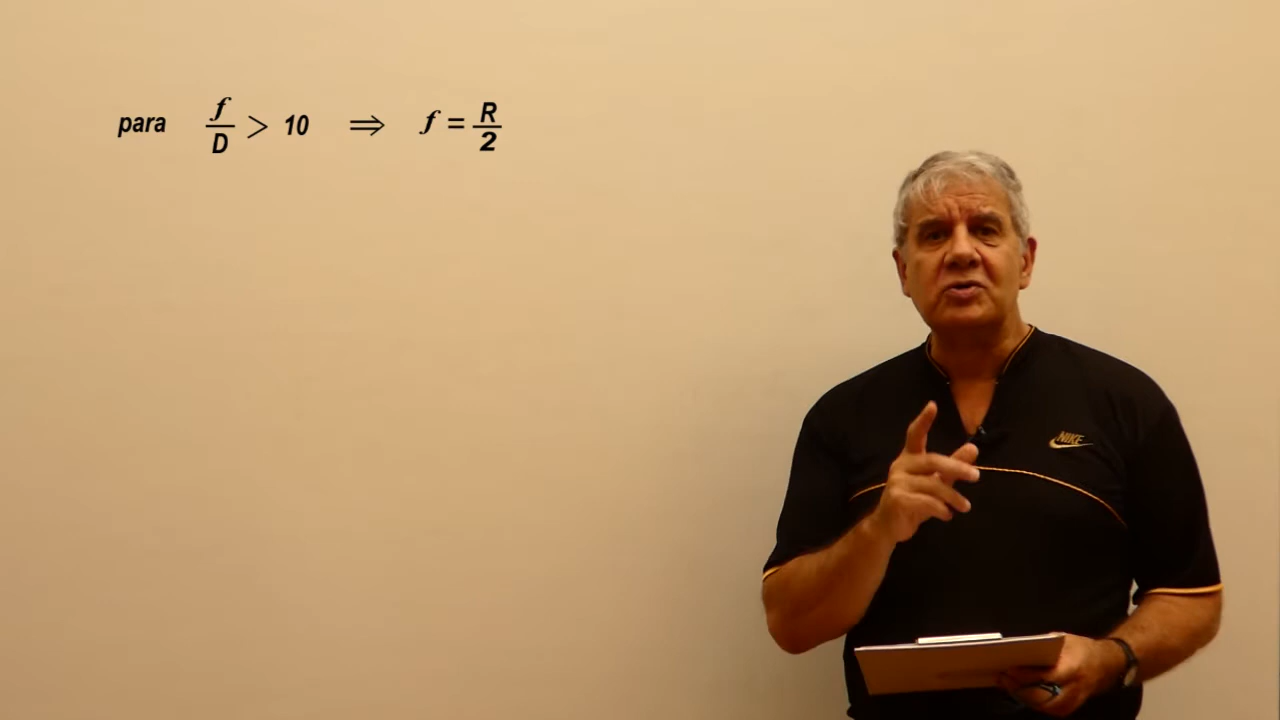 para f/D > 10 ⇒ f = R/2
NIKE